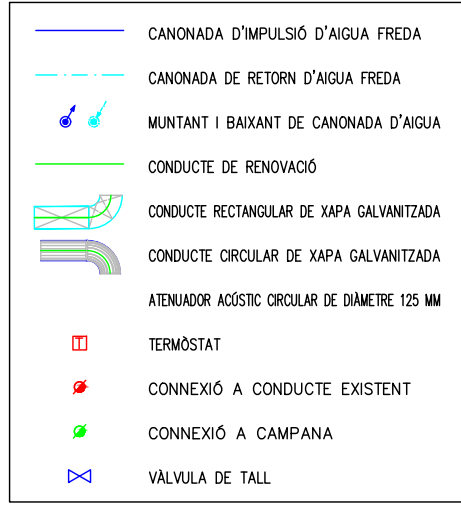 CANONADA D'IMPULSIÓ D'AIGUA FREDA
CANONADA DE RETORN D'AIGUA FREDA
MUNTANT I BAIXANT DE CANONADA D'AIGUA
CONDUCTE DE RENOVACIÓ
CONDUCTE RECTANGULAR DE XAPA GALVANITZADA
CONDUCTE CIRCULAR DE XAPA GALVANITZADA
ATENUADOR ACÚSTIC CIRCULAR DE DIÀMETRE 125 MM
T TERMÒSTAT
CONNEXIÓ A CONDUCTE EXISTENT
CONNEXIÓ A CAMPANA
VÀLVULA DE TALL